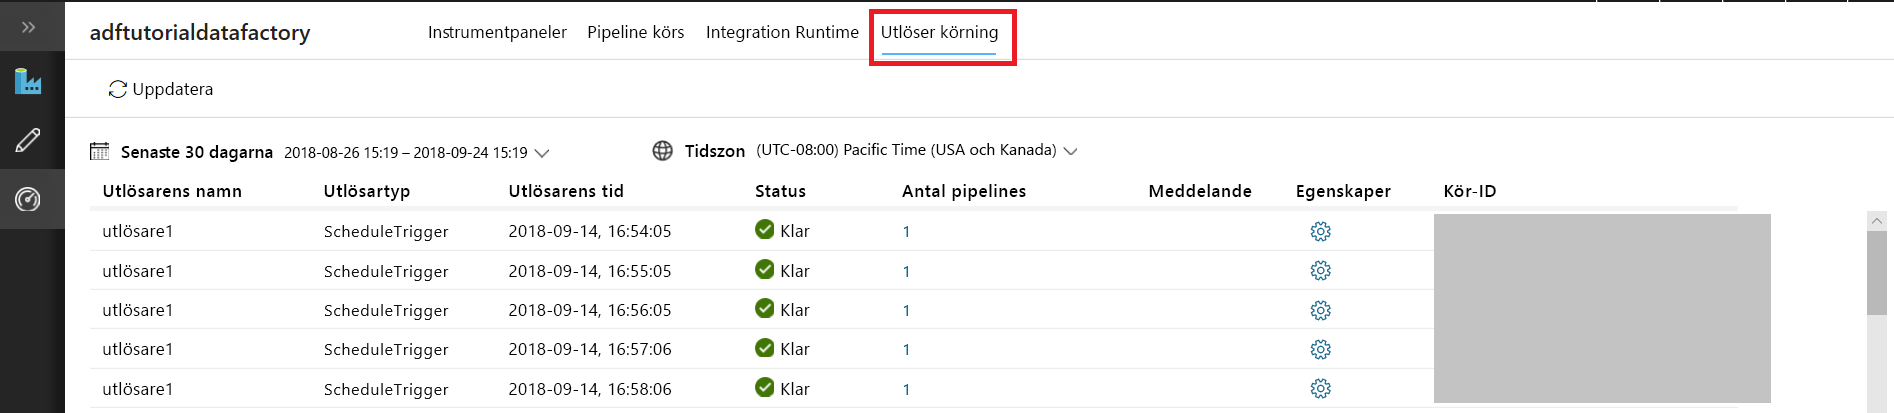 adftutorialdatafactory Instrumentpaneler Pipeline körs Integration Runtime Utlöser körning
Uppdatera
Senaste 30 dagarna 2018-08-26 15:19 – 2018-09-24 15:19 Tidszon (UTC-08:00) Pacific Time (USA och Kanada)
Utlösarens namn Utlösartyp Utlösarens tid Status Antal pipelines Meddelande Egenskaper Kör-ID
utlösare1 ScheduleTrigger 2018-09-14, 16:54:05 Klar 1
utlösare1 ScheduleTrigger 2018-09-14, 16:55:05 Klar 1
utlösare1 ScheduleTrigger 2018-09-14, 16:56:05 Klar 1
utlösare1 ScheduleTrigger 2018-09-14, 16:57:06 Klar 1
utlösare1 ScheduleTrigger 2018-09-14, 16:58:06 Klar 1